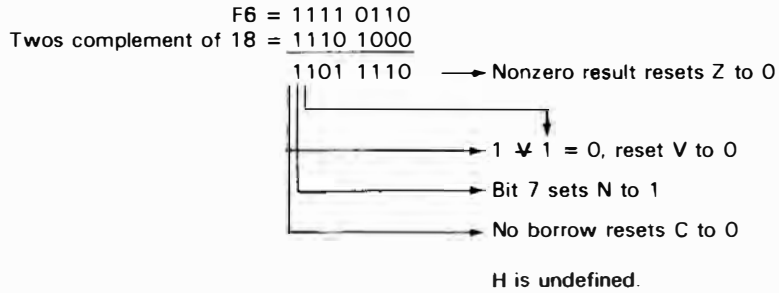 F6 = 1111 0110
Twos complement of 18 = 1110 1000
1101 1110 Nonzero result resets Z to 0
1 ⊻ 1 = 0, reset V to 0
Bit 7 sets N to 1
No borrow resets C to 0
H is undefined.